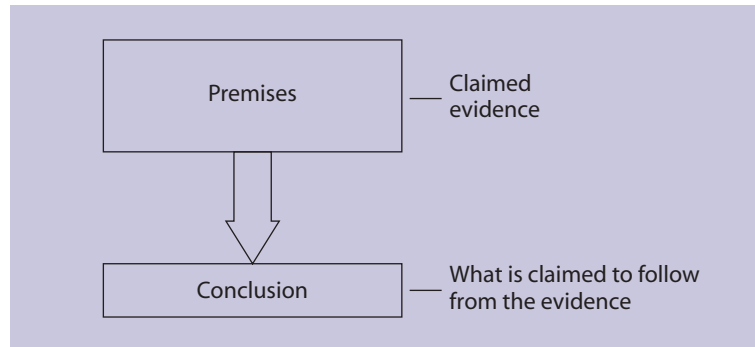 Premises
Claimed
evidence
Conclusion
What is claimed to follow
from the evidence